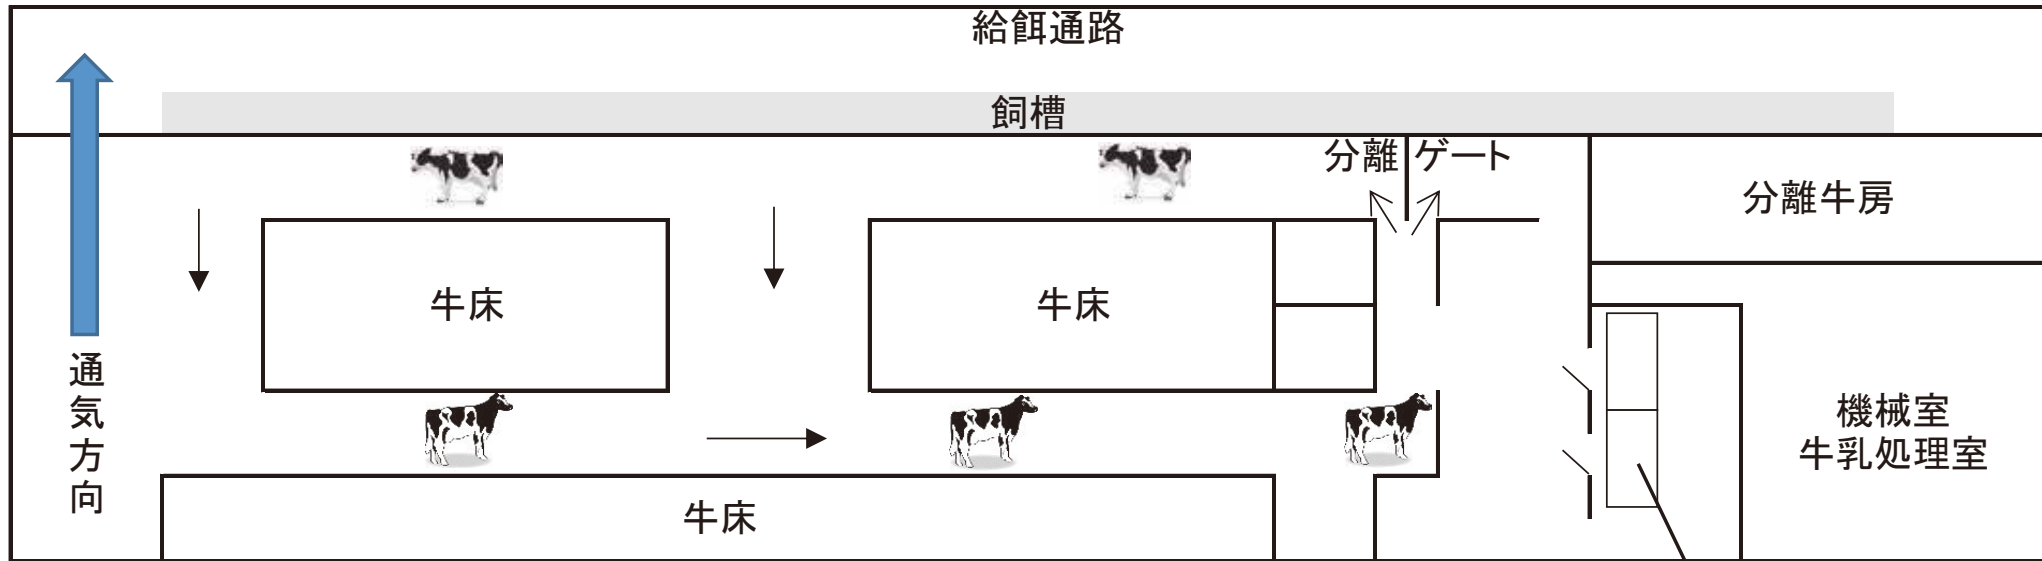 給餌通路
飼槽
分離 ゲート
分離牛房
牛床
牛床
通気方向
機械室
牛乳処理室
牛床